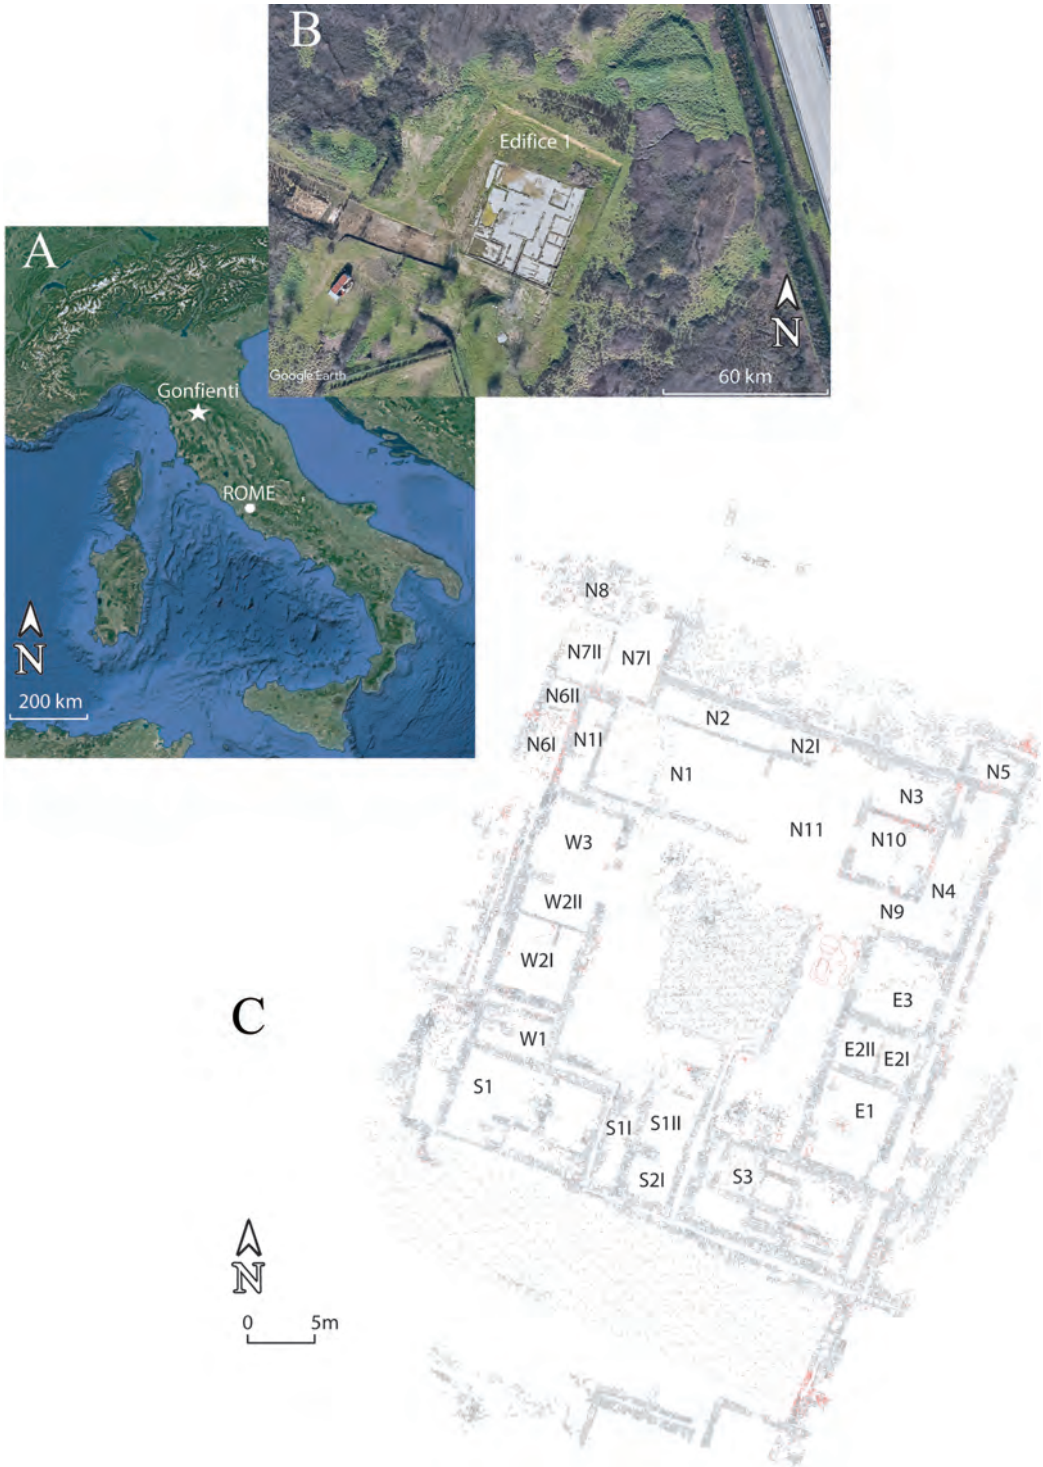 B
Edifice 1
N
Google Earth
60 km
A
Gonfienti
ROME
N
200 km
C
N8
N7II
N7I
N6II
N2
N1I
N6I
N2I
N1
N5
N3
N11
N10
W3
N4
W2II
N9
W2I
E3
W1
E2II
E2I
S1
E1
S1II
S1I
S3
S2I
N
0 5m